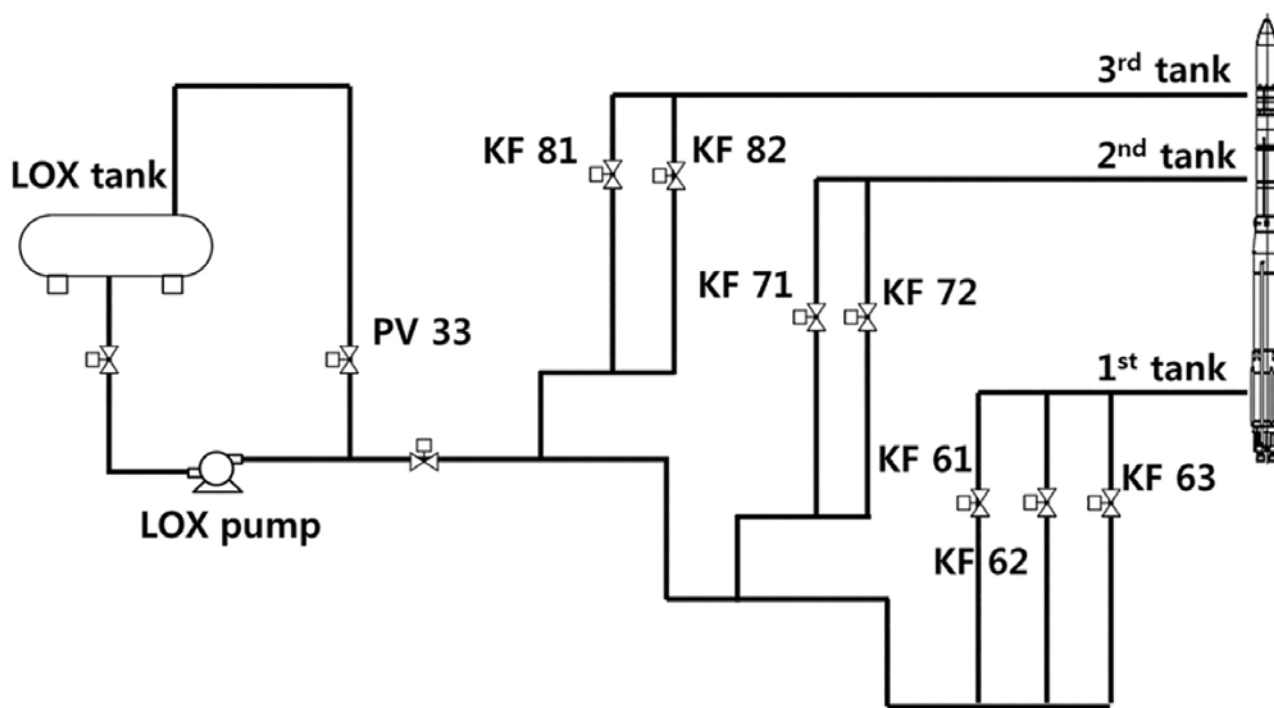 3rd tank
KF 81
KF 82
2nd tank
LOX tank
KF 71
KF 72
PV 33
1st tank
KF 61
KF 63
LOX pump
KF 62